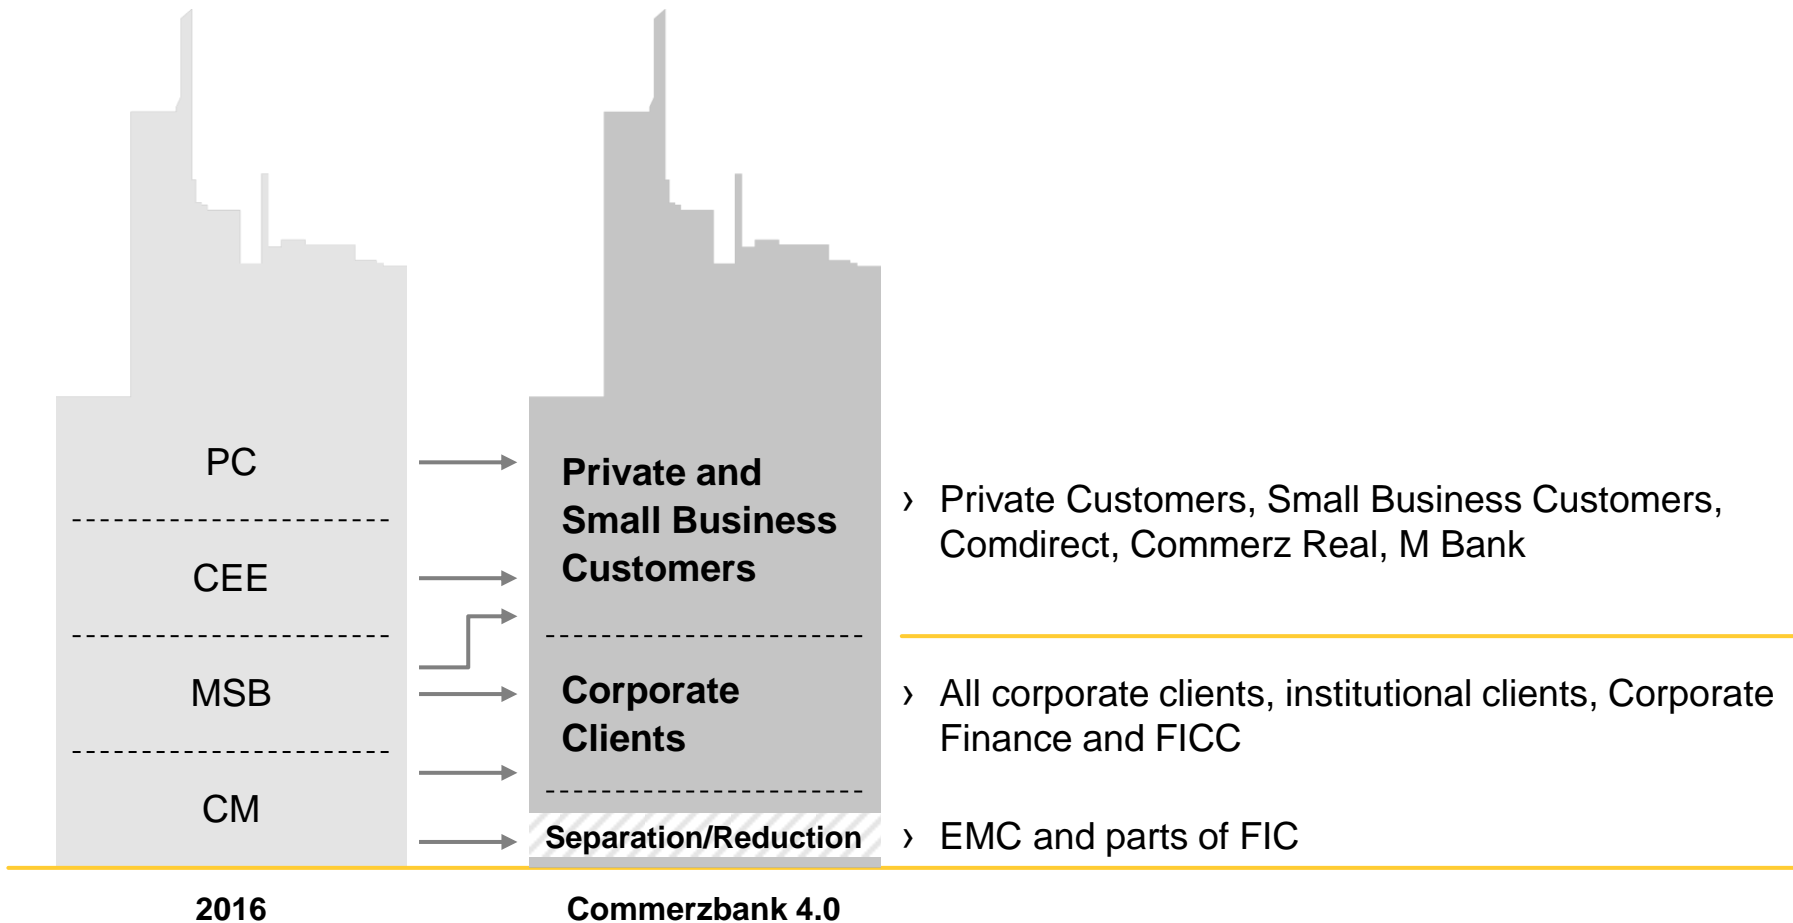 PC
CEE
MSB
CM
2016
Private and
Small Business
Customers
Corporate
Clients
Separation/Reduction
Commerzbank 4.0
› Private Customers, Small Business Customers,
Comdirect, Commerz Real, M Bank
› All corporate clients, institutional clients, Corporate
Finance and FICC
› EMC and parts of FIC